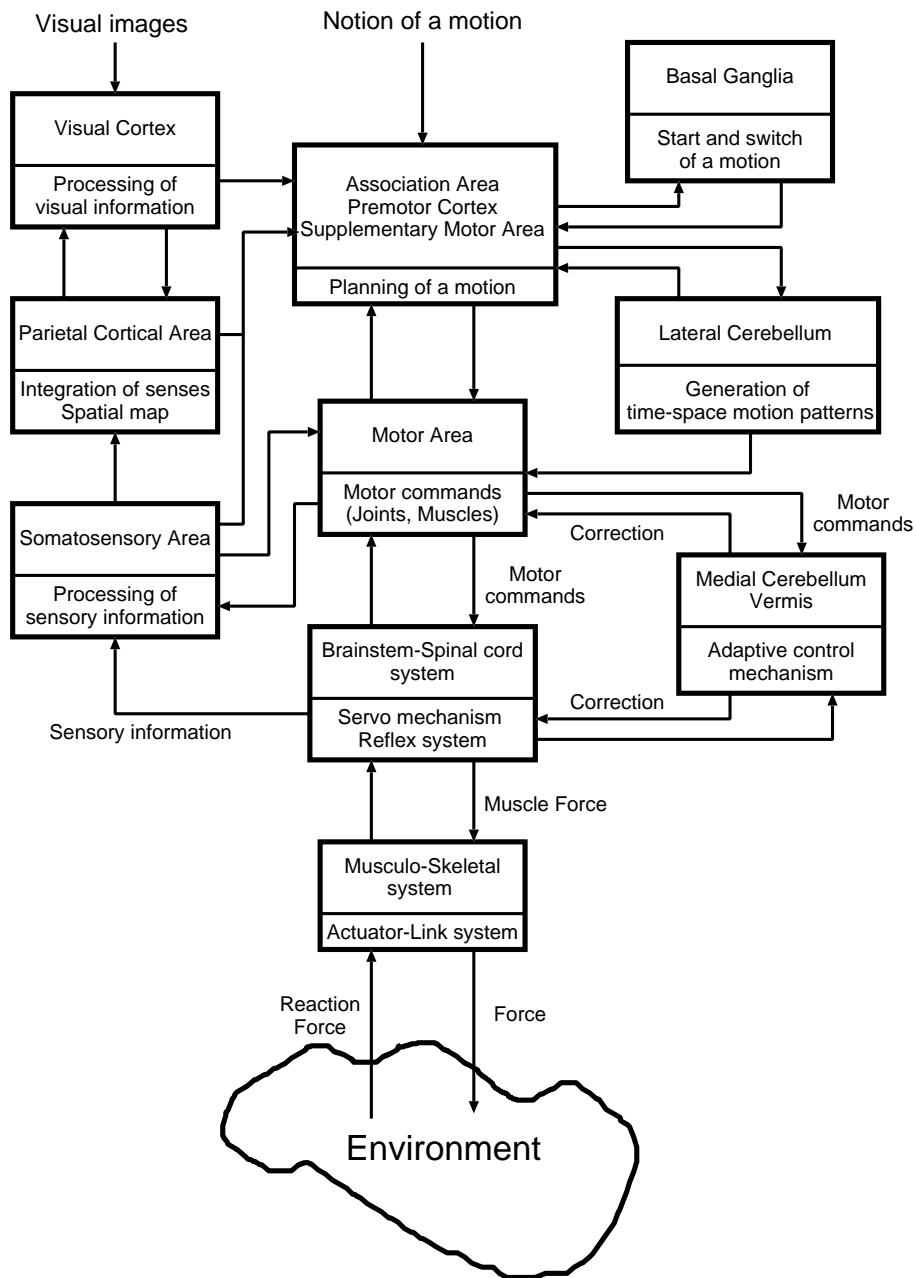 Visual images
Notion of a motion
Basal Ganglia
Start and switch
of a motion
Visual Cortex
Processing of
visual information
Association Area
Premotor Cortex
Supplementary Motor Area
Planning of a motion
Parietal Cortical Area
Integration of senses
Spatial map
Lateral Cerebellum
Generation of
time-space motion patterns
Motor Area
Motor commands
(Joints, Muscles)
Motor
commands
Correction
Somatosensory Area
Processing of
sensory information
Motor
commands
Medial Cerebellum
Vermis
Adaptive control
mechanism
Brainstem-Spinal cord
system
Servo mechanism
Reflex system
Correction
Sensory information
Muscle Force
Musculo-Skeletal
system
Actuator-Link system
Reaction
Force
Force
Environment